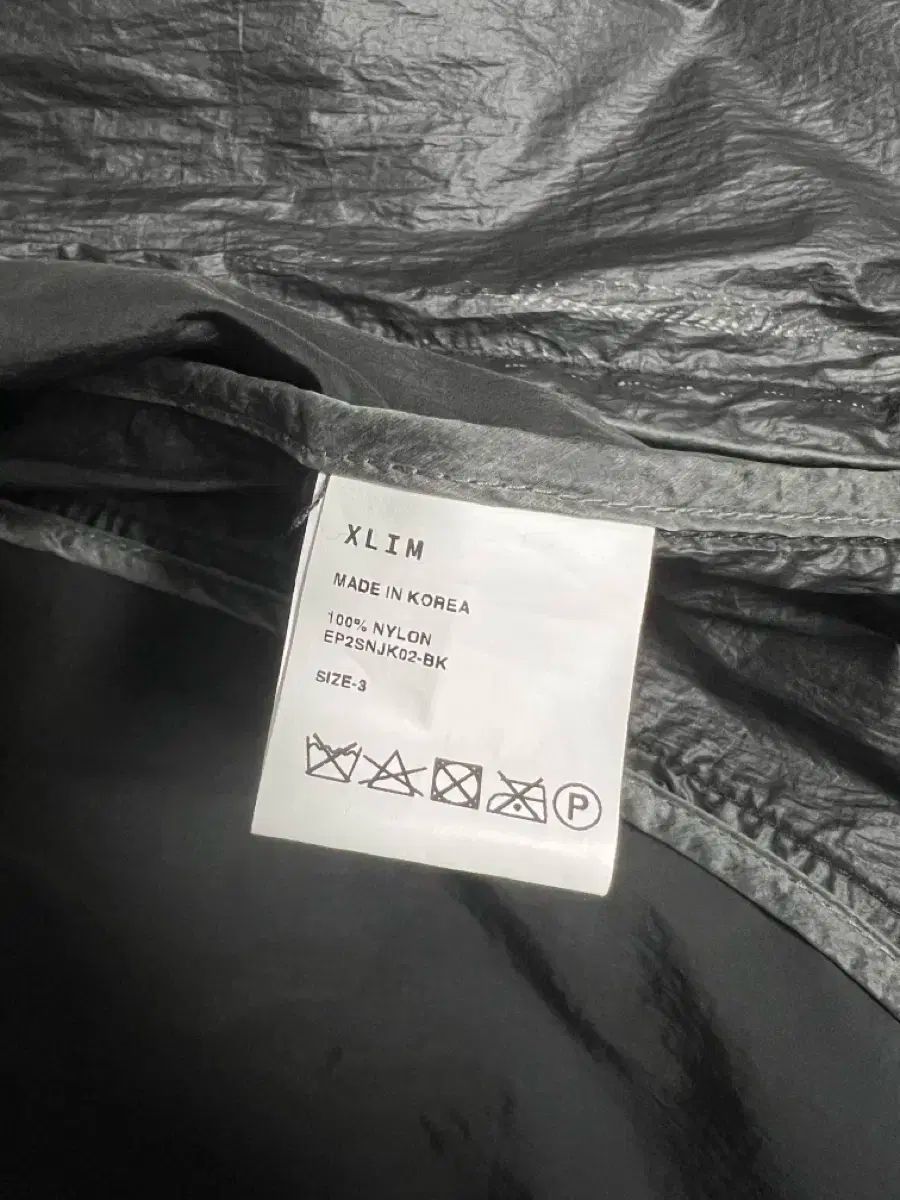 XLIM
MADE IN KOREA
100% NYLON
EP2SNJK02-BK
SIZE-3
P